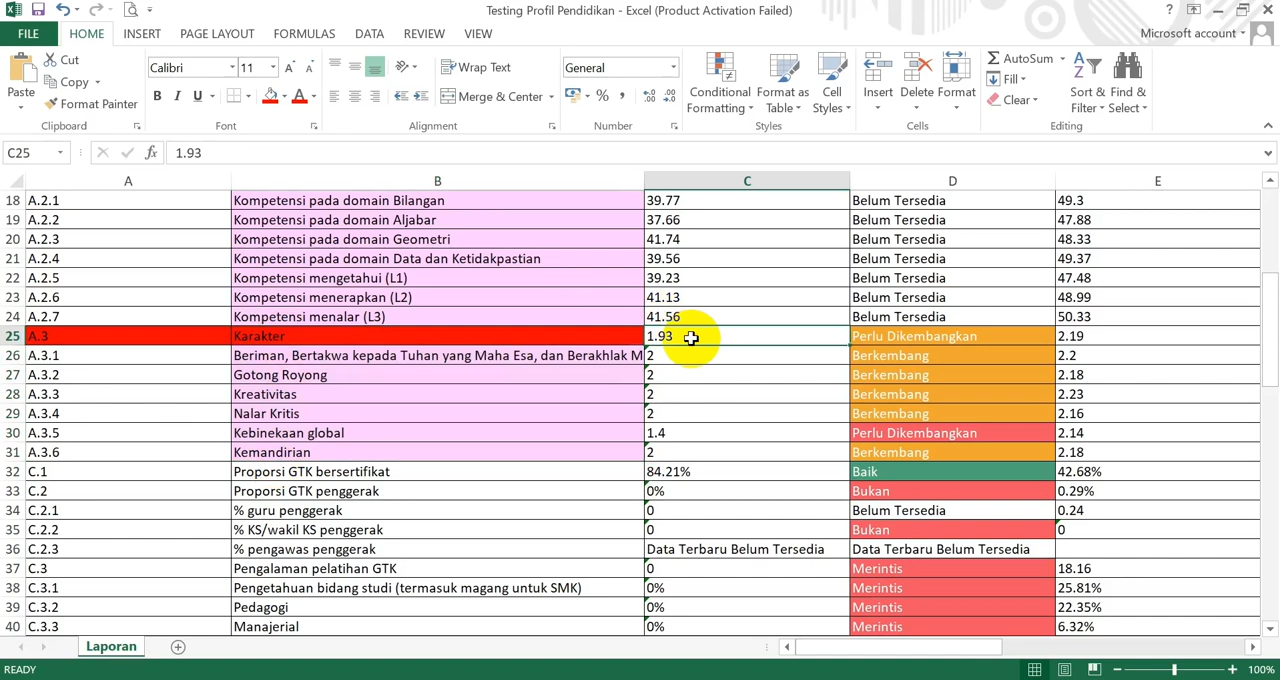 Testing Profil Pendidikan - Excel (Product Activation Failed)
FILE HOME INSERT PAGE LAYOUT FORMULAS DATA REVIEW VIEW Microsoft account
Paste
Cut
Copy
Format Painter
Calibri 11
B I U
Wrap Text
Merge & Center
General
Conditional Formatting
Format as Table
Cell Styles
Insert
Delete
Format
AutoSum
Fill
Clear
Sort & Filter
Find & Select
Clipboard Font Alignment Number Styles Cells Editing
C25 fx 1.93
A B C D E
18 A.2.1 Kompetensi pada domain Bilangan 39.77 Belum Tersedia 49.3
19 A.2.2 Kompetensi pada domain Aljabar 37.66 Belum Tersedia 47.88
20 A.2.3 Kompetensi pada domain Geometri 41.74 Belum Tersedia 48.33
21 A.2.4 Kompetensi pada domain Data dan Ketidakpastian 39.56 Belum Tersedia 49.37
22 A.2.5 Kompetensi mengetahui (L1) 39.23 Belum Tersedia 47.48
23 A.2.6 Kompetensi menerapkan (L2) 41.13 Belum Tersedia 48.99
24 A.2.7 Kompetensi menalar (L3) 41.56 Belum Tersedia 50.33
25 A.3 Karakter 1.93 Perlu Dikembangkan 2.19
26 A.3.1 Beriman, Bertakwa kepada Tuhan yang Maha Esa, dan Berakhlak M 2 Berkembang 2.2
27 A.3.2 Gotong Royong 2 Berkembang 2.18
28 A.3.3 Kreativitas 2 Berkembang 2.23
29 A.3.4 Nalar Kritis 2 Berkembang 2.16
30 A.3.5 Kebinekaan global 1.4 Perlu Dikembangkan 2.14
31 A.3.6 Kemandirian 2 Berkembang 2.18
32 C.1 Proporsi GTK bersertifikat 84.21% Baik 42.68%
33 C.2 Proporsi GTK penggerak 0% Bukan 0.29%
34 C.2.1 % guru penggerak 0 Belum Tersedia 0.24
35 C.2.2 % KS/wakil KS penggerak 0 Bukan 0
36 C.2.3 % pengawas penggerak Data Terbaru Belum Tersedia Data Terbaru Belum Tersedia
37 C.3 Pengalaman pelatihan GTK 0 Merintis 18.16
38 C.3.1 Pengetahuan bidang studi (termasuk magang untuk SMK) 0% Merintis 25.81%
39 C.3.2 Pedagogi 0% Merintis 22.35%
40 C.3.3 Manajerial 0% Merintis 6.32%
Laporan
READY 100%